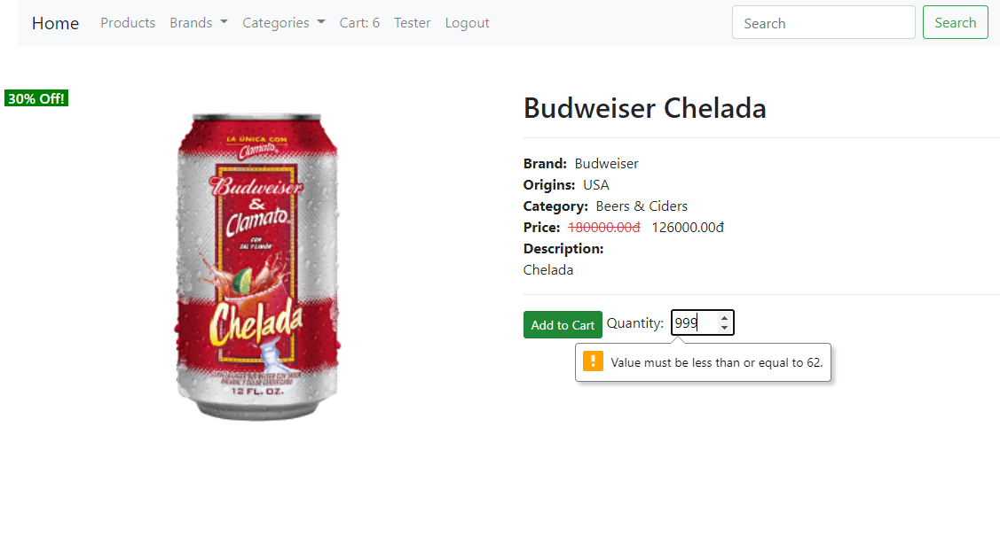 Home Products Brands Categories Cart: 6 Tester Logout Search Search
30% Off!
LA ÚNICA CON
Clamato
Budweiser
&
Clamato
CON
SAL Y LIMÓN
Chelada
12 FL. OZ.
Budweiser Chelada
Brand: Budweiser
Origins: USA
Category: Beers & Ciders
Price: 180000.00đ 126000.00đ
Description:
Chelada
Add to Cart Quantity: 999
Value must be less than or equal to 62.